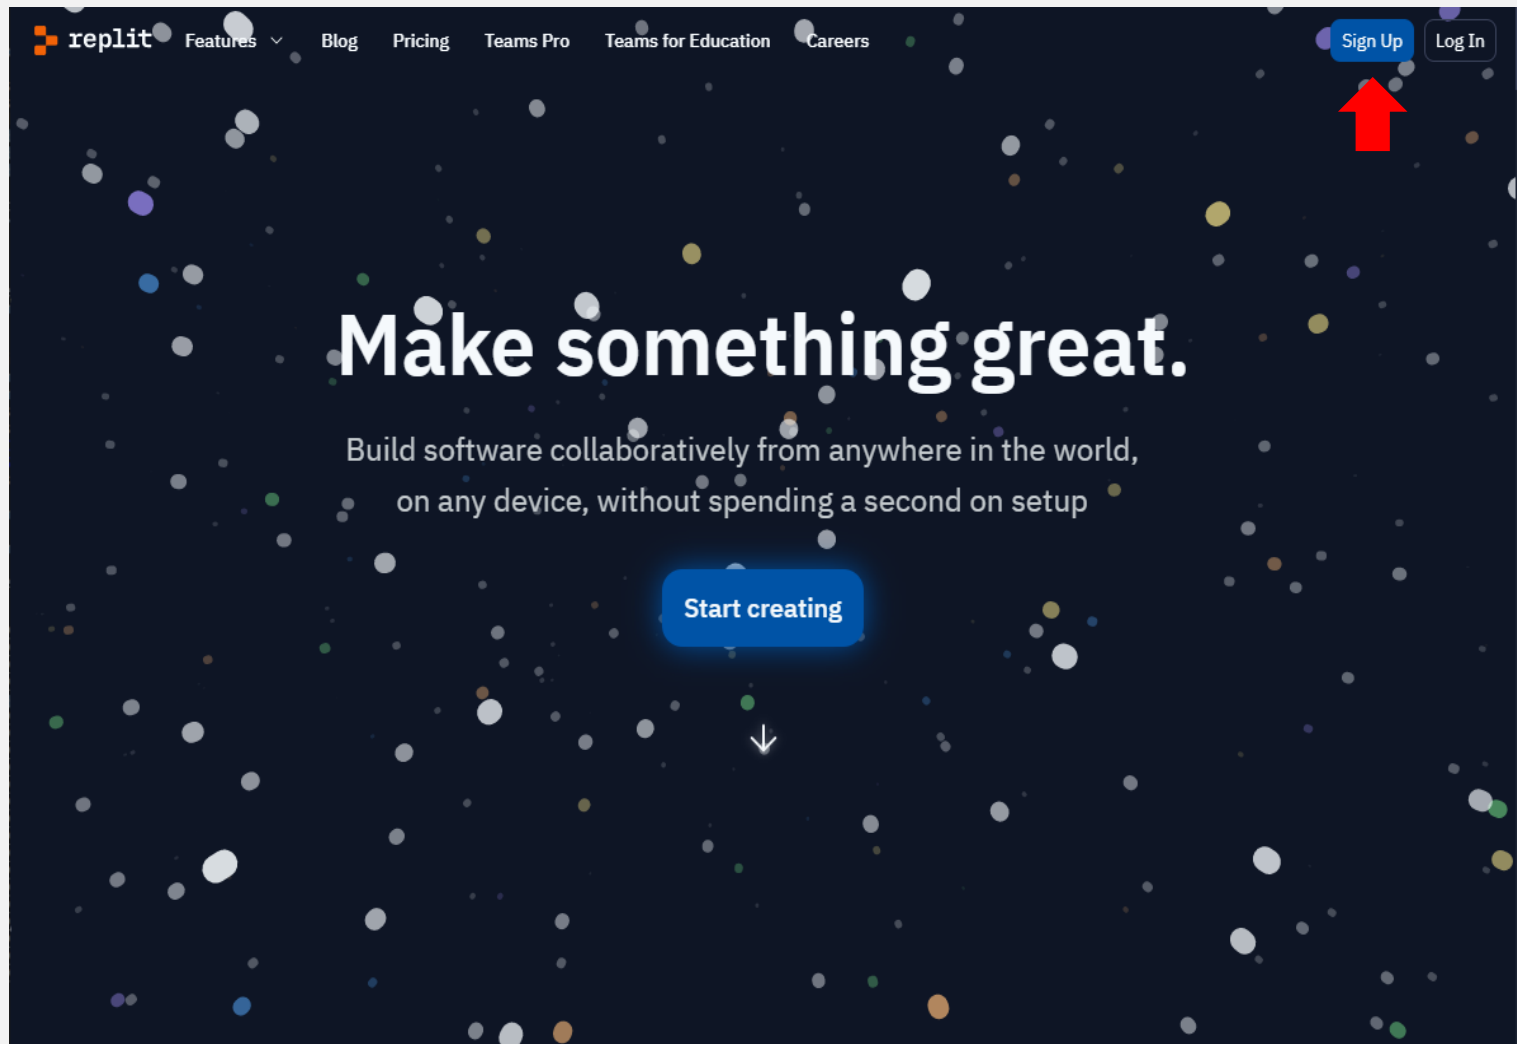 replit Features Blog Pricing Teams Pro Teams for Education Careers Sign Up Log In
Make something great.
Build software collaboratively from anywhere in the world,
on any device, without spending a second on setup
Start creating